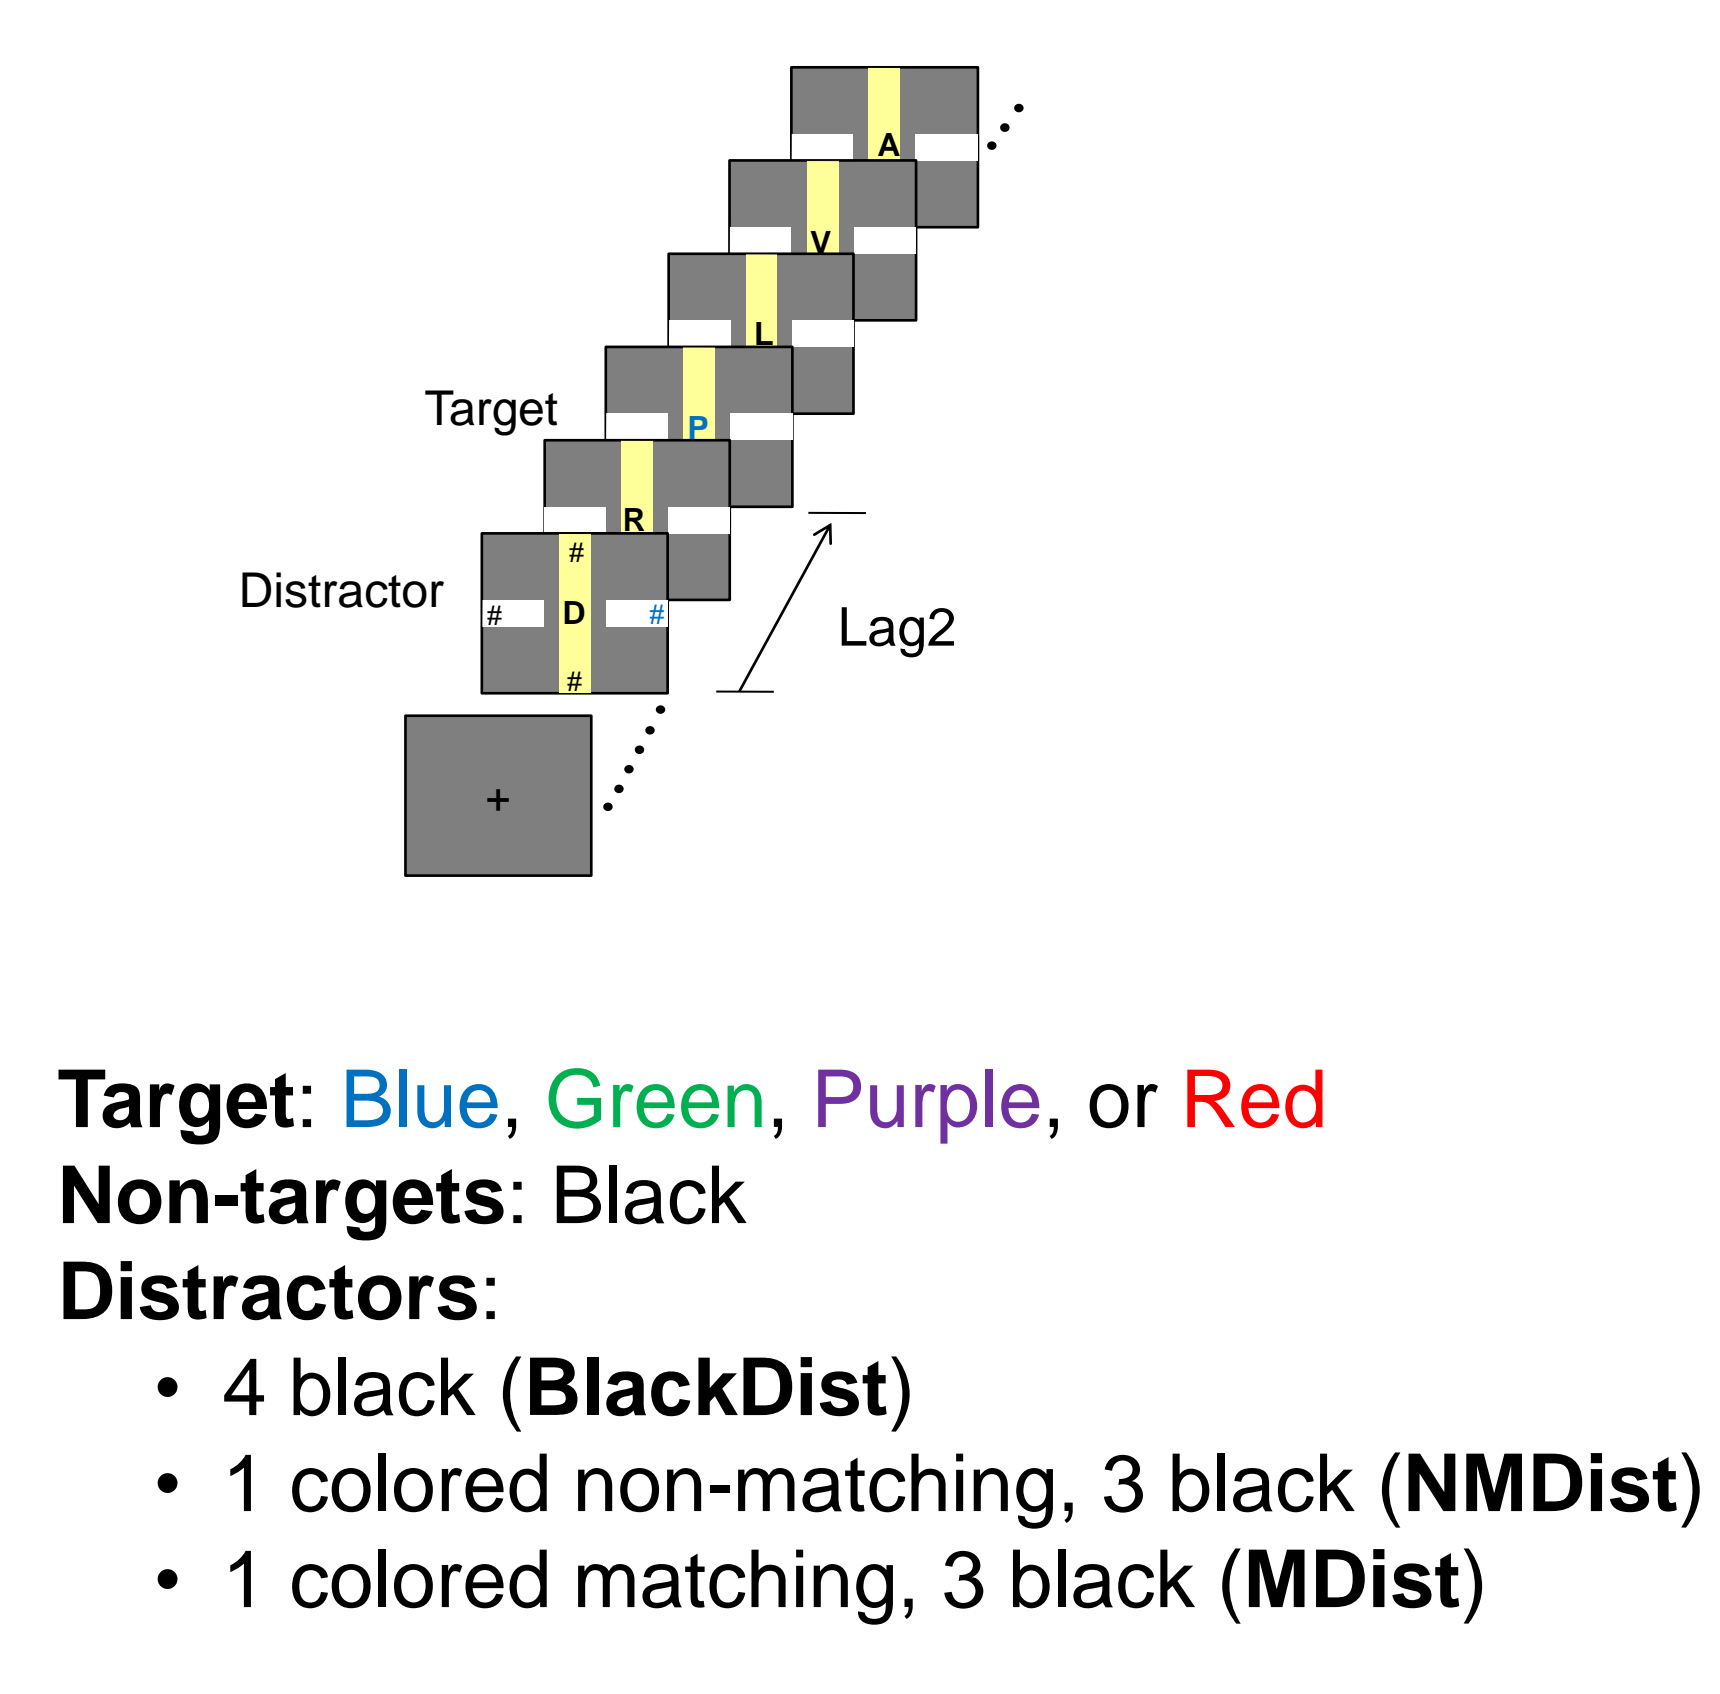 A
V
L
Target
P
R
#
Distractor
# D #
Lag2
#
+
Target: Blue, Green, Purple, or Red
Non-targets: Black
Distractors:
• 4 black (BlackDist)
• 1 colored non-matching, 3 black (NMDist)
• 1 colored matching, 3 black (MDist)